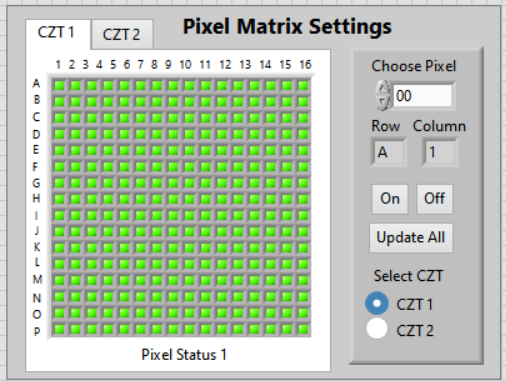 CZT 1
CZT 2
Pixel Matrix Settings
1 2 3 4 5 6 7 8 9 10 11 12 13 14 15 16
A
B
C
D
E
F
G
H
I
J
K
L
M
N
O
P
Pixel Status 1
Choose Pixel
00
Row Column
A 1
On Off
Update All
Select CZT
CZT 1
CZT 2